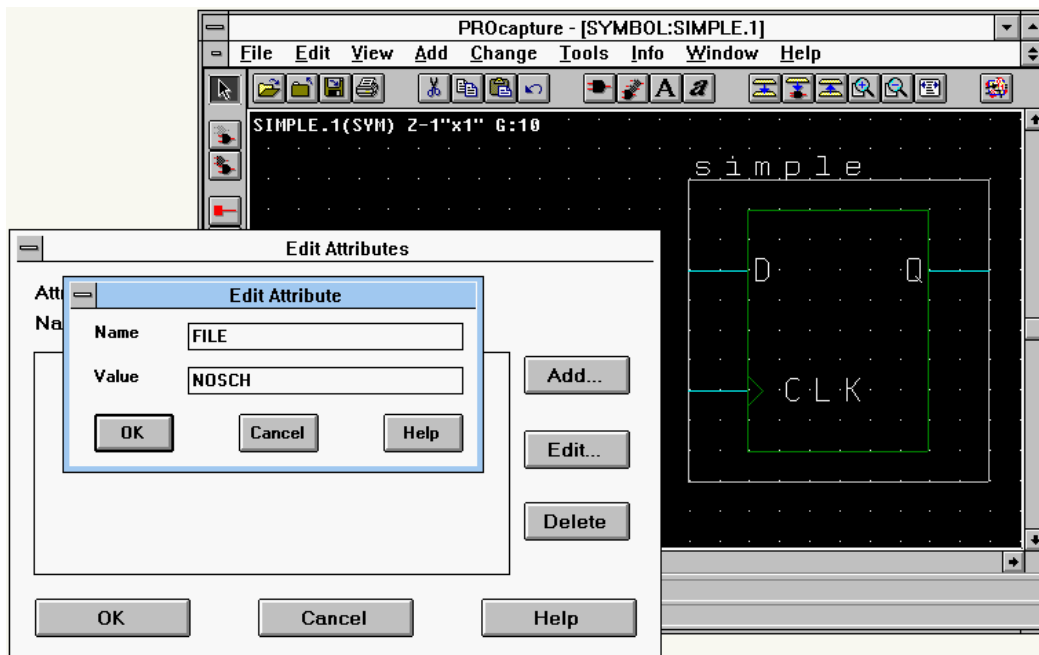 PROcapture - [SYMBOL:SIMPLE.1]
File Edit View Add Change Tools Info Window Help
A a
SIMPLE.1(SYM) Z-1"x1" G:10
simple
D Q
CLK
Edit Attributes
Att
Na
Edit Attribute
Name FILE
Value NOSCH
OK Cancel Help
Add...
Edit...
Delete
OK Cancel Help